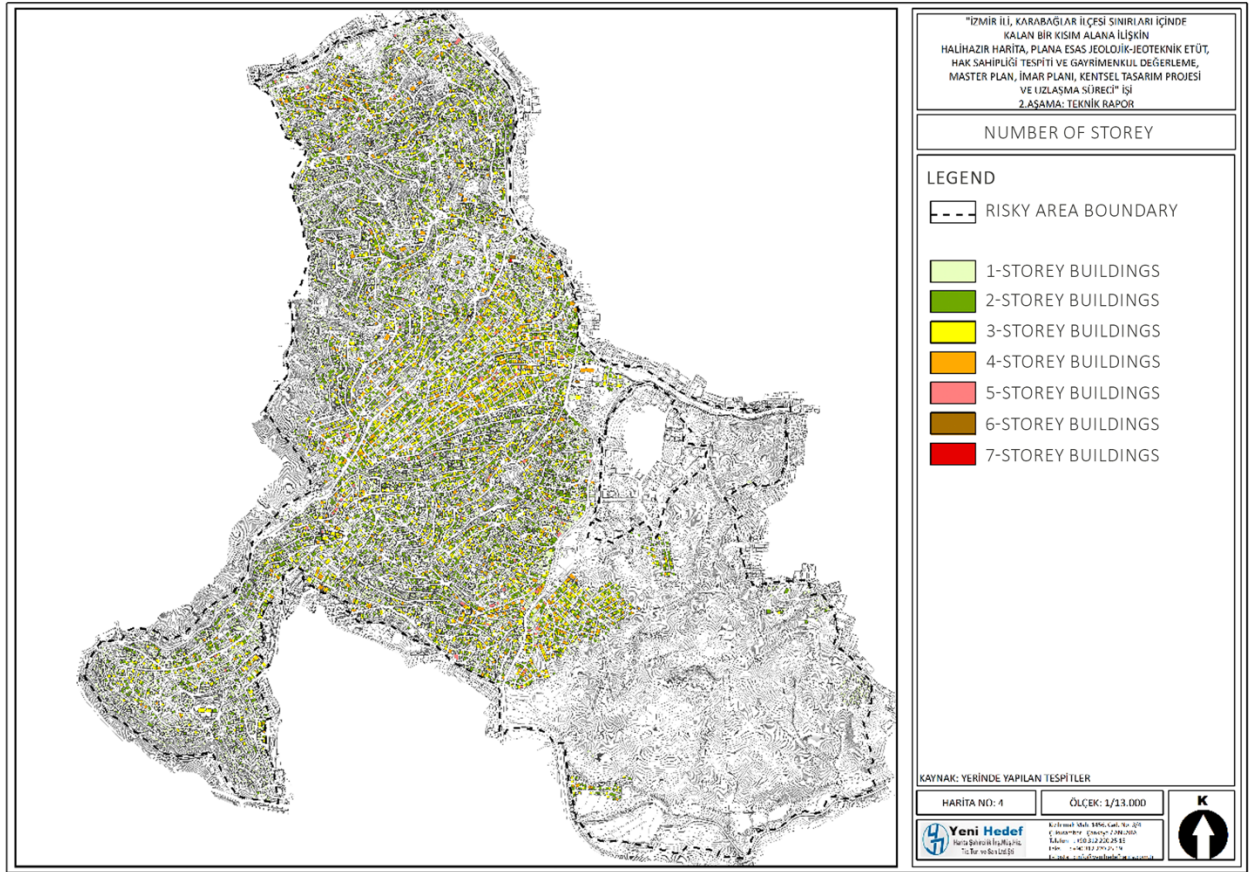 "İZMİR İLİ, KARABAĞLAR İLÇESİ SINIRLARI İÇİNDE
KALAN BİR KISIM ALANA İLİŞKİN
HALİHAZIR HARİTA, PLANA ESAS JEOLOJİK-JEOTEKNİK ETÜT,
HAK SAHİPLİĞİ TESPİTİ VE GAYRİMENKUL DEĞERLEME,
MASTER PLAN, İMAR PLANI, KENTSEL TASARIM PROJESİ
VE UZLAŞMA SÜRECİ" İŞİ
2.AŞAMA: TEKNİK RAPOR
NUMBER OF STOREY
LEGEND
RISKY AREA BOUNDARY
1-STOREY BUILDINGS
2-STOREY BUILDINGS
3-STOREY BUILDINGS
4-STOREY BUILDINGS
5-STOREY BUILDINGS
6-STOREY BUILDINGS
7-STOREY BUILDINGS
KAYNAK: YERİNDE YAPILAN TESPİTLER
HARİTA NO: 4
ÖLÇEK: 1/13.000
K
Yeni Hedef